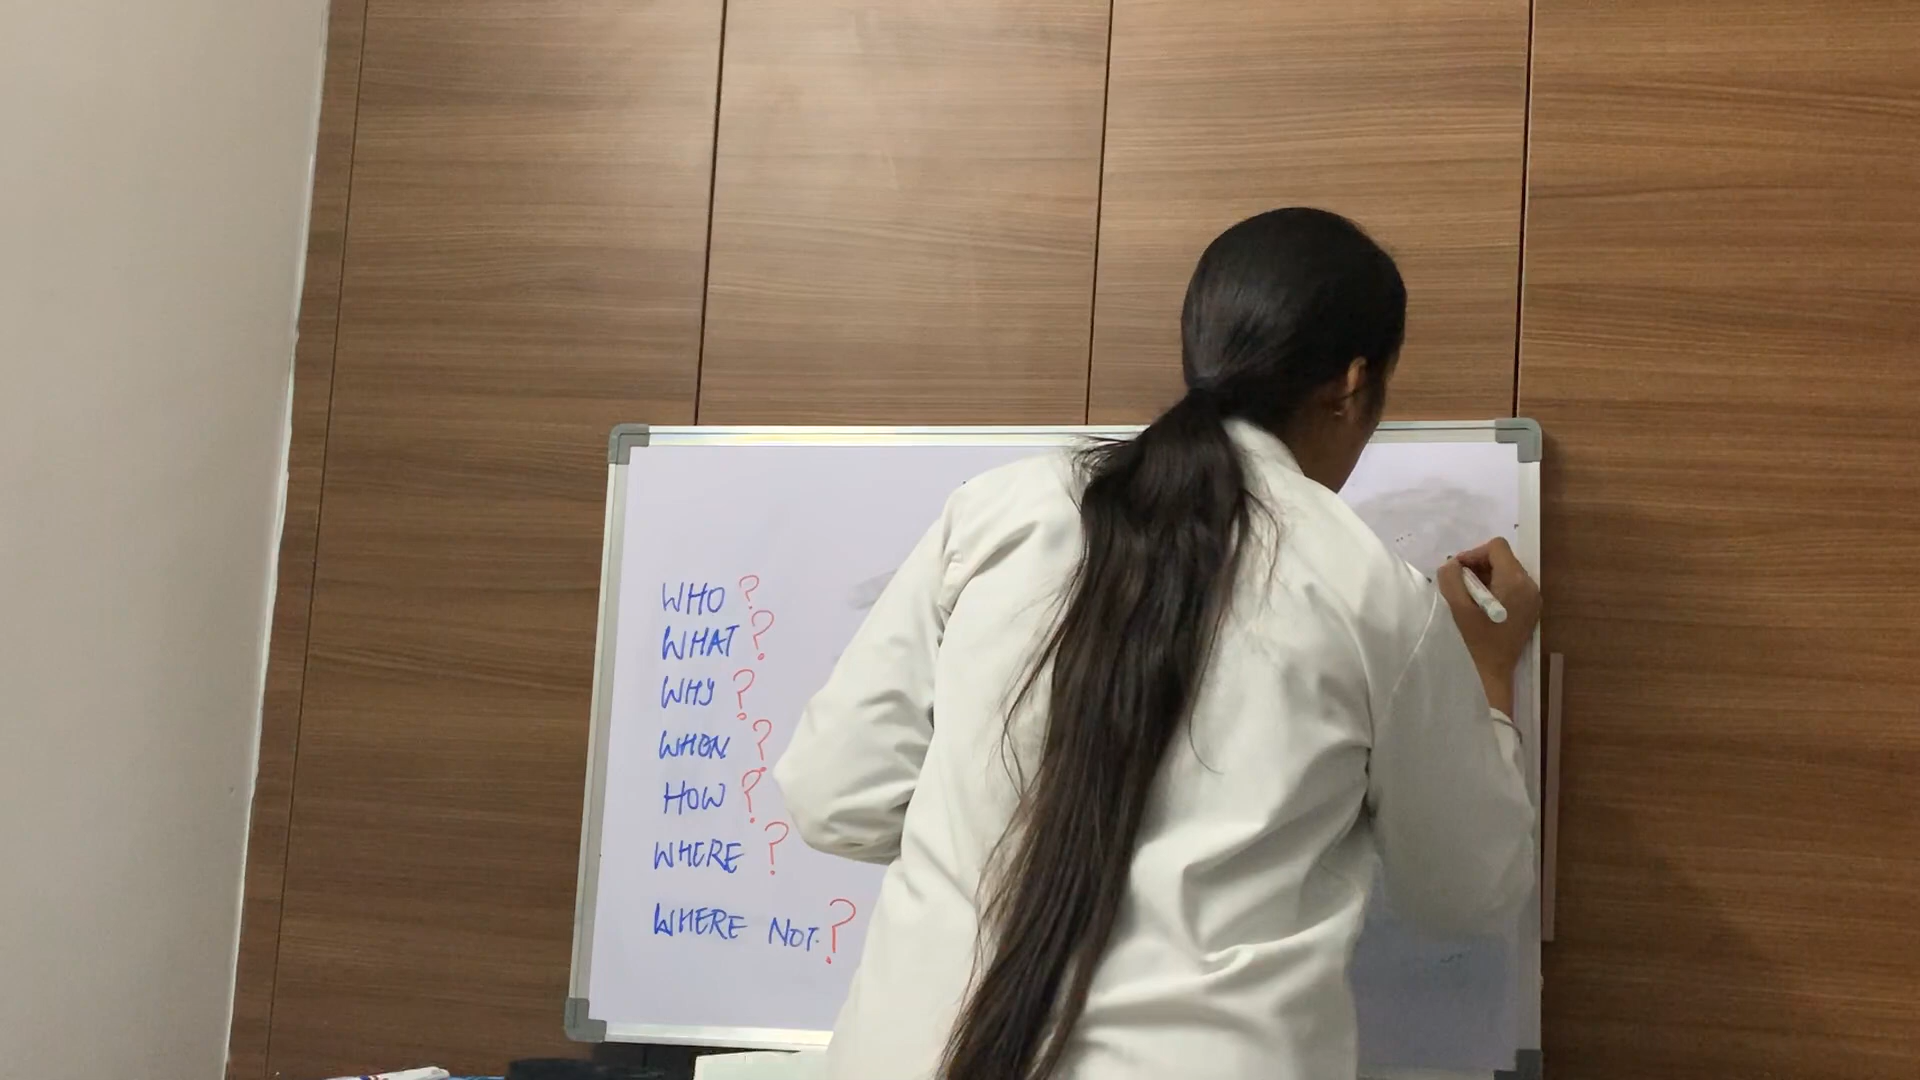 WHO ?
WHAT ?
WHY ?
WHEN ?
HOW ?
WHERE ?
WHERE NOT. ?